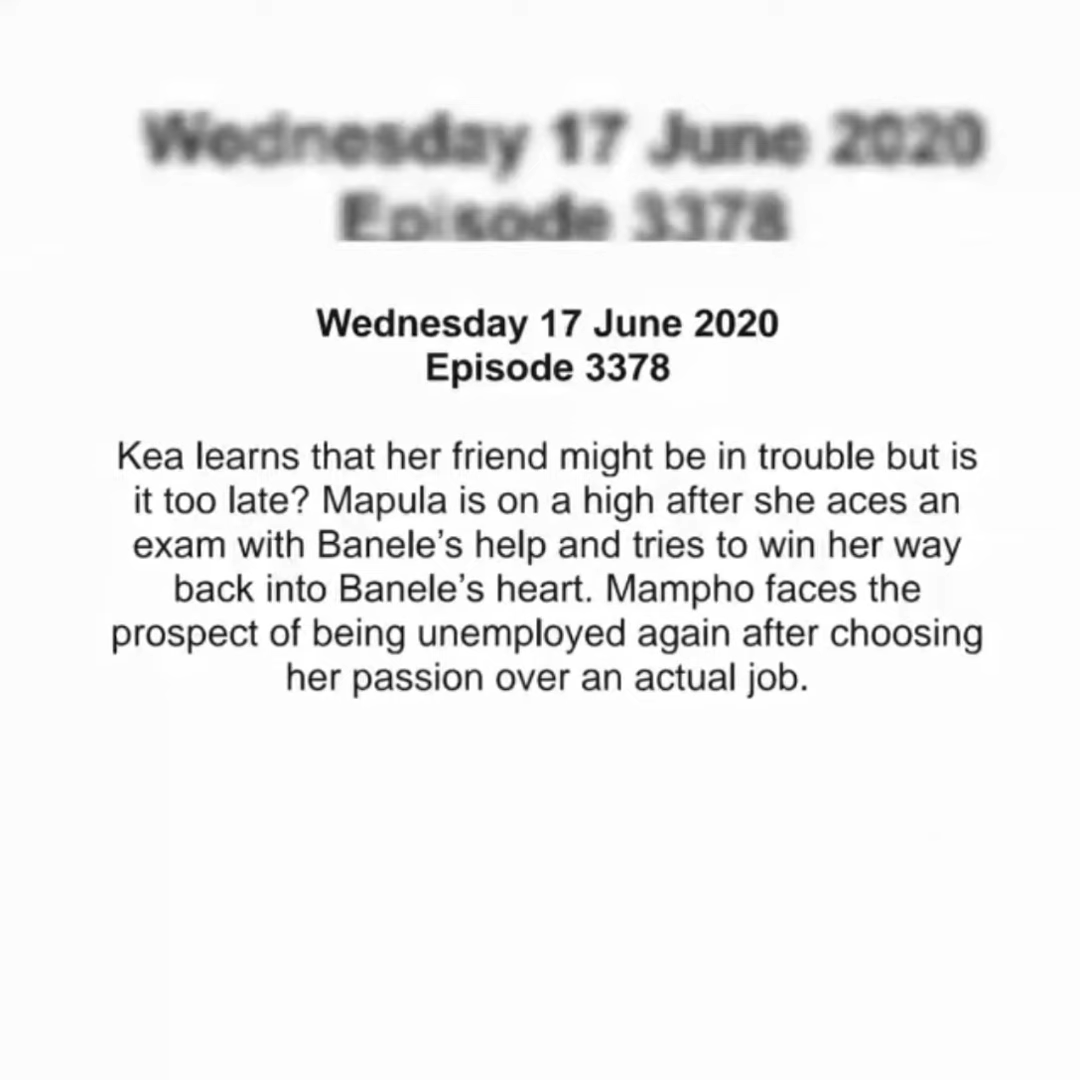 Wednesday 17 June 2020
Episode 3378
Wednesday 17 June 2020
Episode 3378
Kea learns that her friend might be in trouble but is
it too late? Mapula is on a high after she aces an
exam with Banele’s help and tries to win her way
back into Banele’s heart. Mampho faces the
prospect of being unemployed again after choosing
her passion over an actual job.